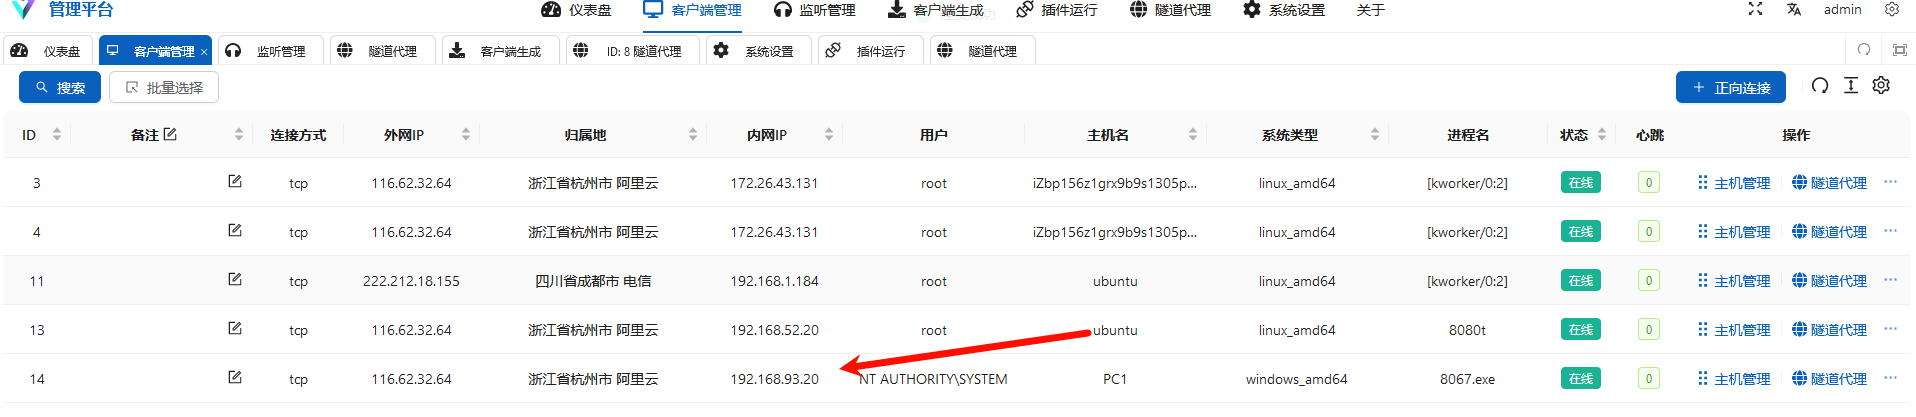 管理平台 仪表盘 客户端管理 监听管理 客户端生成 插件运行 隧道代理 系统设置 关于 admin
仪表盘 客户端管理 × 监听管理 隧道代理 客户端生成 ID: 8 隧道代理 系统设置 插件运行 隧道代理
搜索 批量选择 + 正向连接
ID 备注 连接方式 外网IP 归属地 内网IP 用户 主机名 系统类型 进程名 状态 心跳 操作
3 tcp 116.62.32.64 浙江省杭州市 阿里云 172.26.43.131 root iZbp156z1grx9b9s1305p... linux_amd64 [kworker/0:2] 在线 0 主机管理 隧道代理 ···
4 tcp 116.62.32.64 浙江省杭州市 阿里云 172.26.43.131 root iZbp156z1grx9b9s1305p... linux_amd64 [kworker/0:2] 在线 0 主机管理 隧道代理 ···
11 tcp 222.212.18.155 四川省成都市 电信 192.168.1.184 root ubuntu linux_amd64 [kworker/0:2] 在线 0 主机管理 隧道代理 ···
13 tcp 116.62.32.64 浙江省杭州市 阿里云 192.168.52.20 root ubuntu linux_amd64 8080t 在线 0 主机管理 隧道代理 ···
14 tcp 116.62.32.64 浙江省杭州市 阿里云 192.168.93.20 NT AUTHORITY\SYSTEM PC1 windows_amd64 8067.exe 在线 0 主机管理 隧道代理 ···